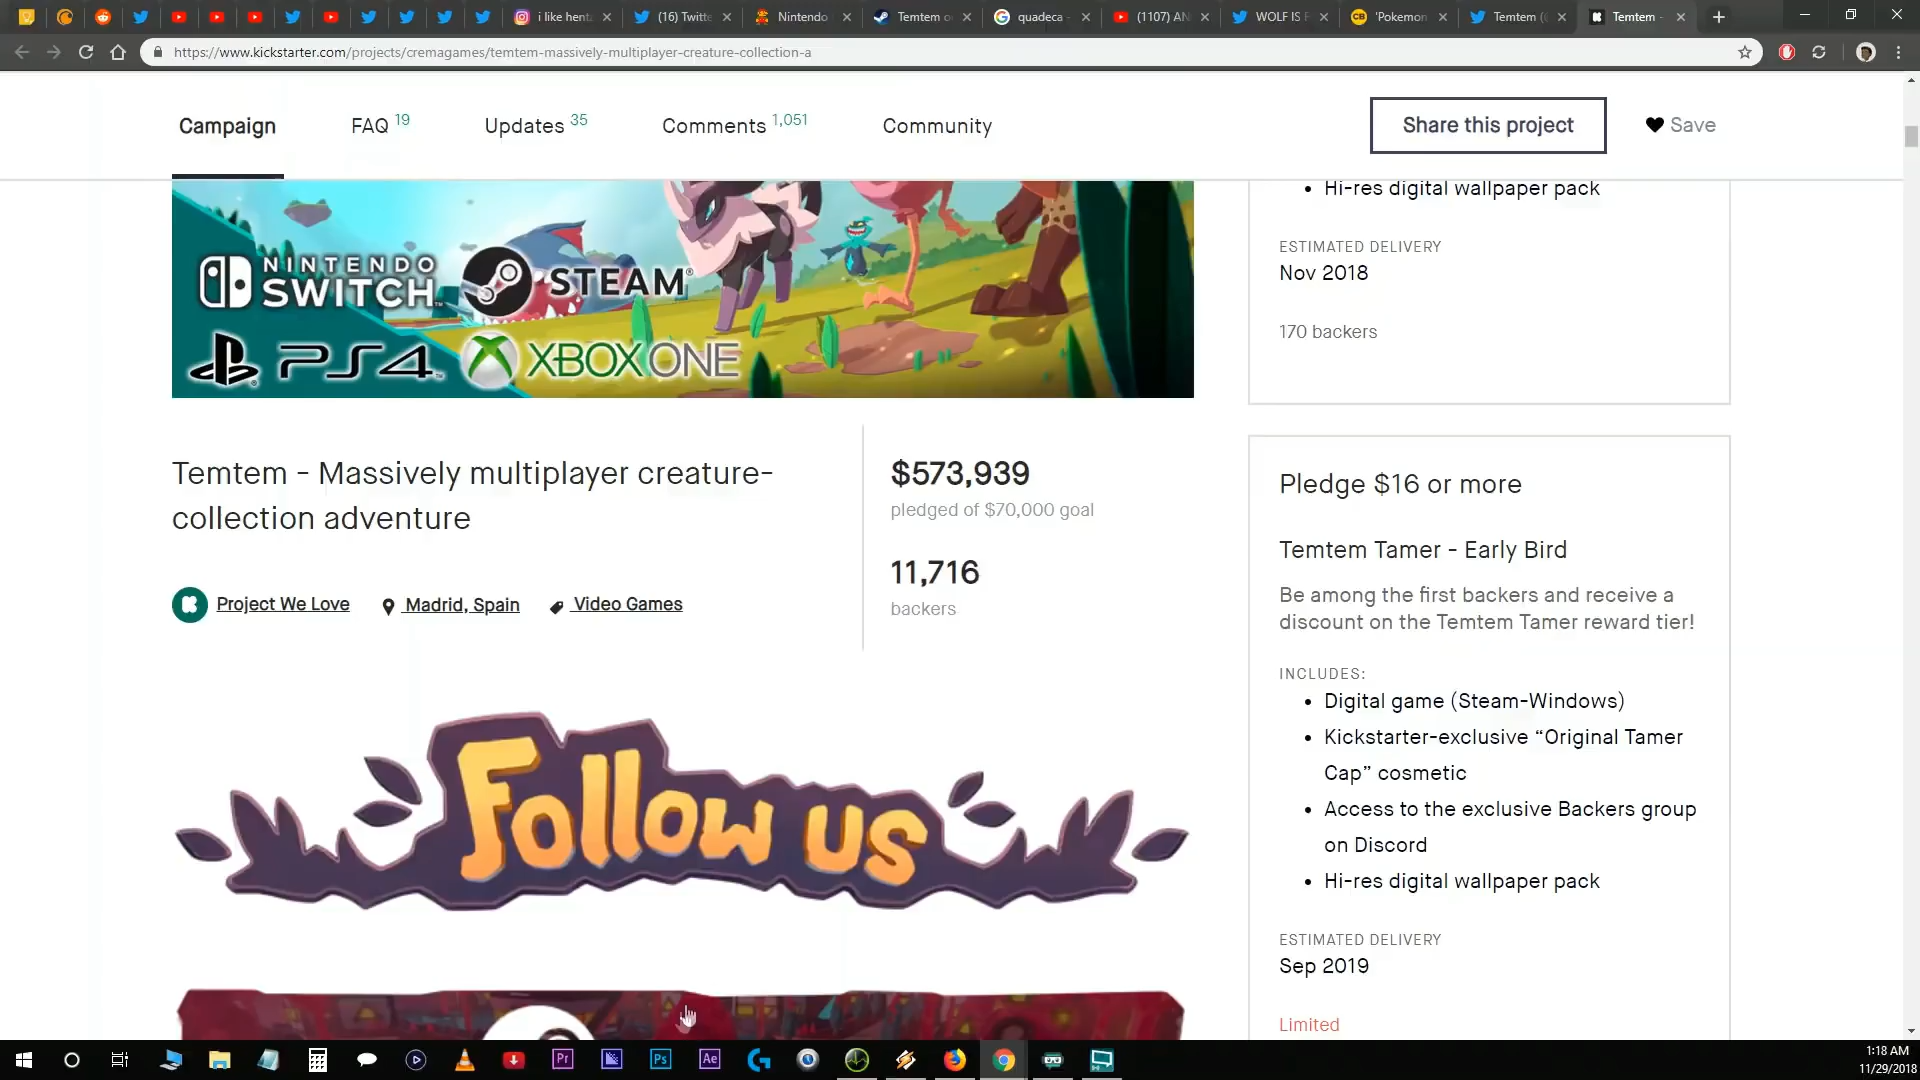 i like hent
(16) Twitte
Nintendo
Temtem o
quadeca -
(1107) AN
WOLF IS F
'Pokemon
Temtem (
Temtem -
https://www.kickstarter.com/projects/cremagames/temtem-massively-multiplayer-creature-collection-a
Campaign
FAQ 19
Updates 35
Comments 1,051
Community
Share this project
Save
NINTENDO
SWITCH
STEAM
PS4
XBOX ONE
Temtem - Massively multiplayer creature-
collection adventure
Project We Love
Madrid, Spain
Video Games
$573,939
pledged of $70,000 goal
11,716
backers
Follow us
Hi-res digital wallpaper pack
ESTIMATED DELIVERY
Nov 2018
170 backers
Pledge $16 or more
Temtem Tamer - Early Bird
Be among the first backers and receive a
discount on the Temtem Tamer reward tier!
INCLUDES:
Digital game (Steam-Windows)
Kickstarter-exclusive “Original Tamer
Cap” cosmetic
Access to the exclusive Backers group
on Discord
Hi-res digital wallpaper pack
ESTIMATED DELIVERY
Sep 2019
Limited
Pr
Ps
Ae
1:18 AM
11/29/2018